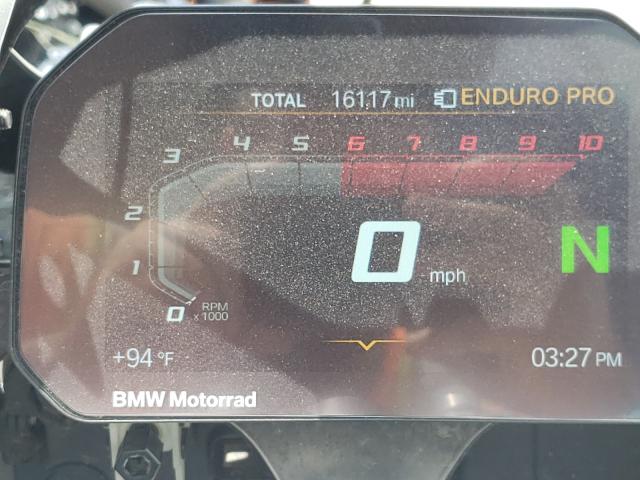 TOTAL 16117 mi ENDURO PRO
4 5 6 7 8 9 10
3
2
1
0 mph N
0 RPM x 1000
+94 °F 03:27 PM
BMW Motorrad